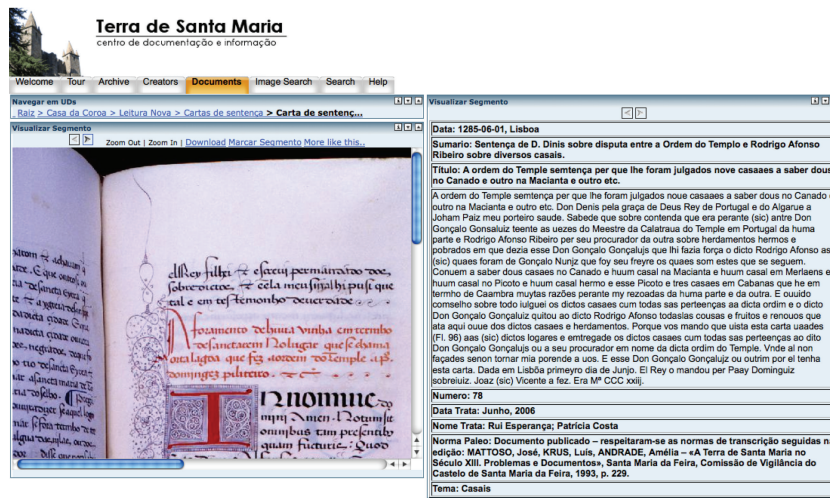 Terra de Santa Maria
centro de documentação e informação
Welcome Tour Archive Creators Documents Image Search Search Help
Navegar em UDs
Raiz > Casa da Coroa > Leitura Nova > Cartas de sentença > Carta de sentenç...
Visualizar Segmento
Zoom Out | Zoom In | Download Marcar Segmento More like this..
Visualizar Segmento
Data: 1285-06-01, Lisboa
Sumario: Sentença de D. Dinis sobre disputa entre a Ordem do Templo e Rodrigo Afonso
Ribeiro sobre diversos casais.
Título: A ordem do Temple semtença per que lhe foram julgados nove casaaes a saber dous
no Canado e outro na Macianta e outro etc.
A ordem do Temple semtença per que lhe foram julgados noue casaaes a saber dous no Canado
outro na Macianta e outro etc. Don Denis pela graça de Deus Rey de Portugal e do Algarue a
Joham Paiz meu porteiro saude. Sabede que sobre contenda que era perante (sic) antre Don
Gonçalo Gonsaluiz teente as uezes do Meestre da Calatraua do Temple em Portugal da huma
parte e Rodrigo Afonso Ribeiro per seu procurador da outra sobre herdamentos hermos e
pobrados em que dezia esse Don Gonçalo Gonçalujs que lhi fazia força o dicto Rodrigo Afonso as
(sic) quaes foram de Gonçalo Nunjz que foy seu freyre os quaes som estes que se seguem.
Conuem a saber dous casaes no Canado e huum casal na Macianta e huum casal em Merlaens e
huum casal no Picoto e huum casal hermo e esse Picoto e tres casaes em Cabanas que he em
termho de Caambra muytas razões perante my rezoadas da huma parte e da outra. E ouuido
comselho sobre todo iulguei os dictos casaes cum todas sas perteenças aa dicta ordem e o dicto
Don Gonçalo Gonçaluiz quitou ao dicto Rodrigo Afonso todaslas cousas e fruitos e renouos que
ata aqui ouue dos dictos casaes e herdamentos. Porque vos mando que uista esta carta uaades
(Fl. 96) aas (sic) dictos logares e emtregade os dictos casaes cum todas sas perteenças ao dito
Don Gonçalo Gonçalujs ou a seu procurador em nome da dicta ordim do Temple. Vnde al non
façades senon tornar mia porende a uos. E esse Don Gonçalo Gonçalujz ou outrim por el tenha
esta carta. Dada em Lisbõa primeyro dia de Junjo. El Rey o mandou per Paay Dominguiz
sobreiuiz. Joaz (sic) Vicente a fez. Era Mª CCC xxiij.
Numero: 78
Data Trata: Junho, 2006
Nome Trata: Rui Esperança; Patrícia Costa
Norma Paleo: Documento publicado – respeitaram-se as normas de transcrição seguidas na
edição: MATTOSO, José, KRUS, Luís, ANDRADE, Amélia – «A Terra de Santa Maria no
Século XIII. Problemas e Documentos», Santa Maria da Feira, Comissão de Vigilância do
Castelo de Santa Maria da Feira, 1993, p. 229.
Tema: Casais